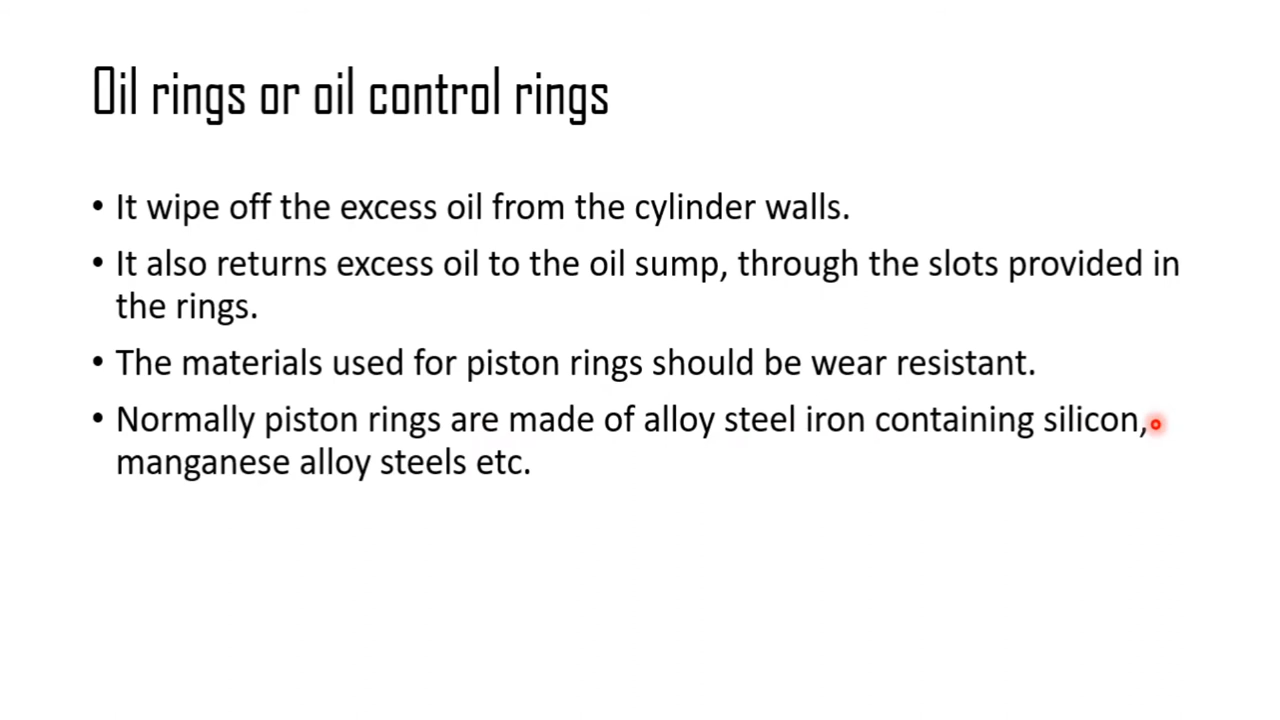 Oil rings or oil control rings
• It wipe off the excess oil from the cylinder walls.
• It also returns excess oil to the oil sump, through the slots provided in
the rings.
• The materials used for piston rings should be wear resistant.
• Normally piston rings are made of alloy steel iron containing silicon,
manganese alloy steels etc.